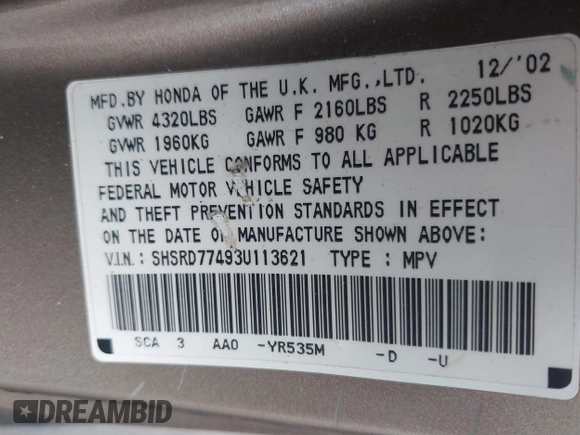 MFD.BY HONDA OF THE U.K. MFG.,LTD. 12/'02
GVWR 4320LBS GAWR F 2160LBS R 2250LBS
GVWR 1960KG GAWR F 980 KG R 1020KG
THIS VEHICLE CONFORMS TO ALL APPLICABLE
FEDERAL MOTOR VEHICLE SAFETY
AND THEFT PREVENTION STANDARDS IN EFFECT
ON THE DATE OF MANUFACTURE SHOWN ABOVE:
V.I.N.: SHSRD77493U113621 TYPE : MPV
SCA 3 AA0 -YR535M -D -U
DREAMBID